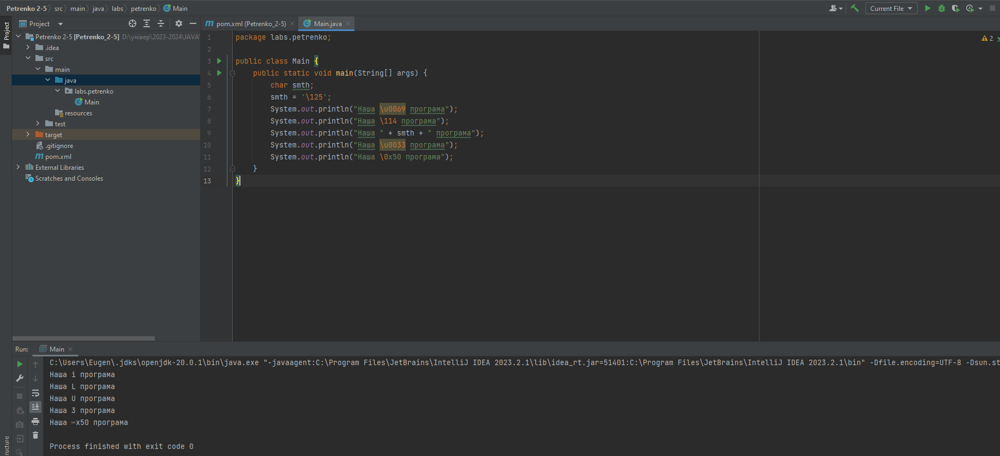 Petrenko 2-5 〉 src 〉 main 〉 java 〉 labs 〉 petrenko 〉 Main
Current File
Project
Project
pom.xml (Petrenko_2-5)
Main.java
Petrenko 2-5 [Petrenko_2-5] D:\універ\2023-2024\JAVA\
.idea
src
main
java
labs.petrenko
Main
resources
test
target
.gitignore
pom.xml
External Libraries
Scratches and Consoles
2
1 package labs.petrenko;
2
3 public class Main {
4 public static void main(String[] args) {
5 char smth;
6 smth = '\125';
7 System.out.println("Наша \u0069 програма");
8 System.out.println("Наша \114 програма");
9 System.out.println("Наша " + smth + " програма");
10 System.out.println("Наша \u0033 програма");
11 System.out.println("Наша \0x50 програма");
12 }
13 }
Run: Main
C:\Users\Eugen\.jdks\openjdk-20.0.1\bin\java.exe "-javaagent:C:\Program Files\JetBrains\IntelliJ IDEA 2023.2.1\lib\idea_rt.jar=51401:C:\Program Files\JetBrains\IntelliJ IDEA 2023.2.1\bin" -Dfile.encoding=UTF-8 -Dsun.st
Наша i програма
Наша L програма
Наша U програма
Наша 3 програма
Наша x50 програма
Process finished with exit code 0
ructure